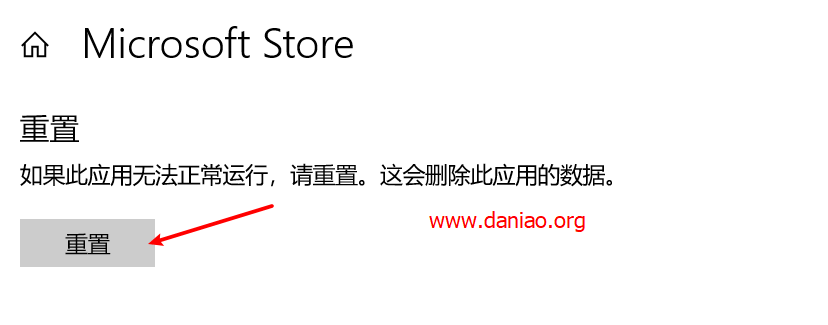 Microsoft Store
重置
如果此应用无法正常运行，请重置。这会删除此应用的数据。
www.daniao.org
重置